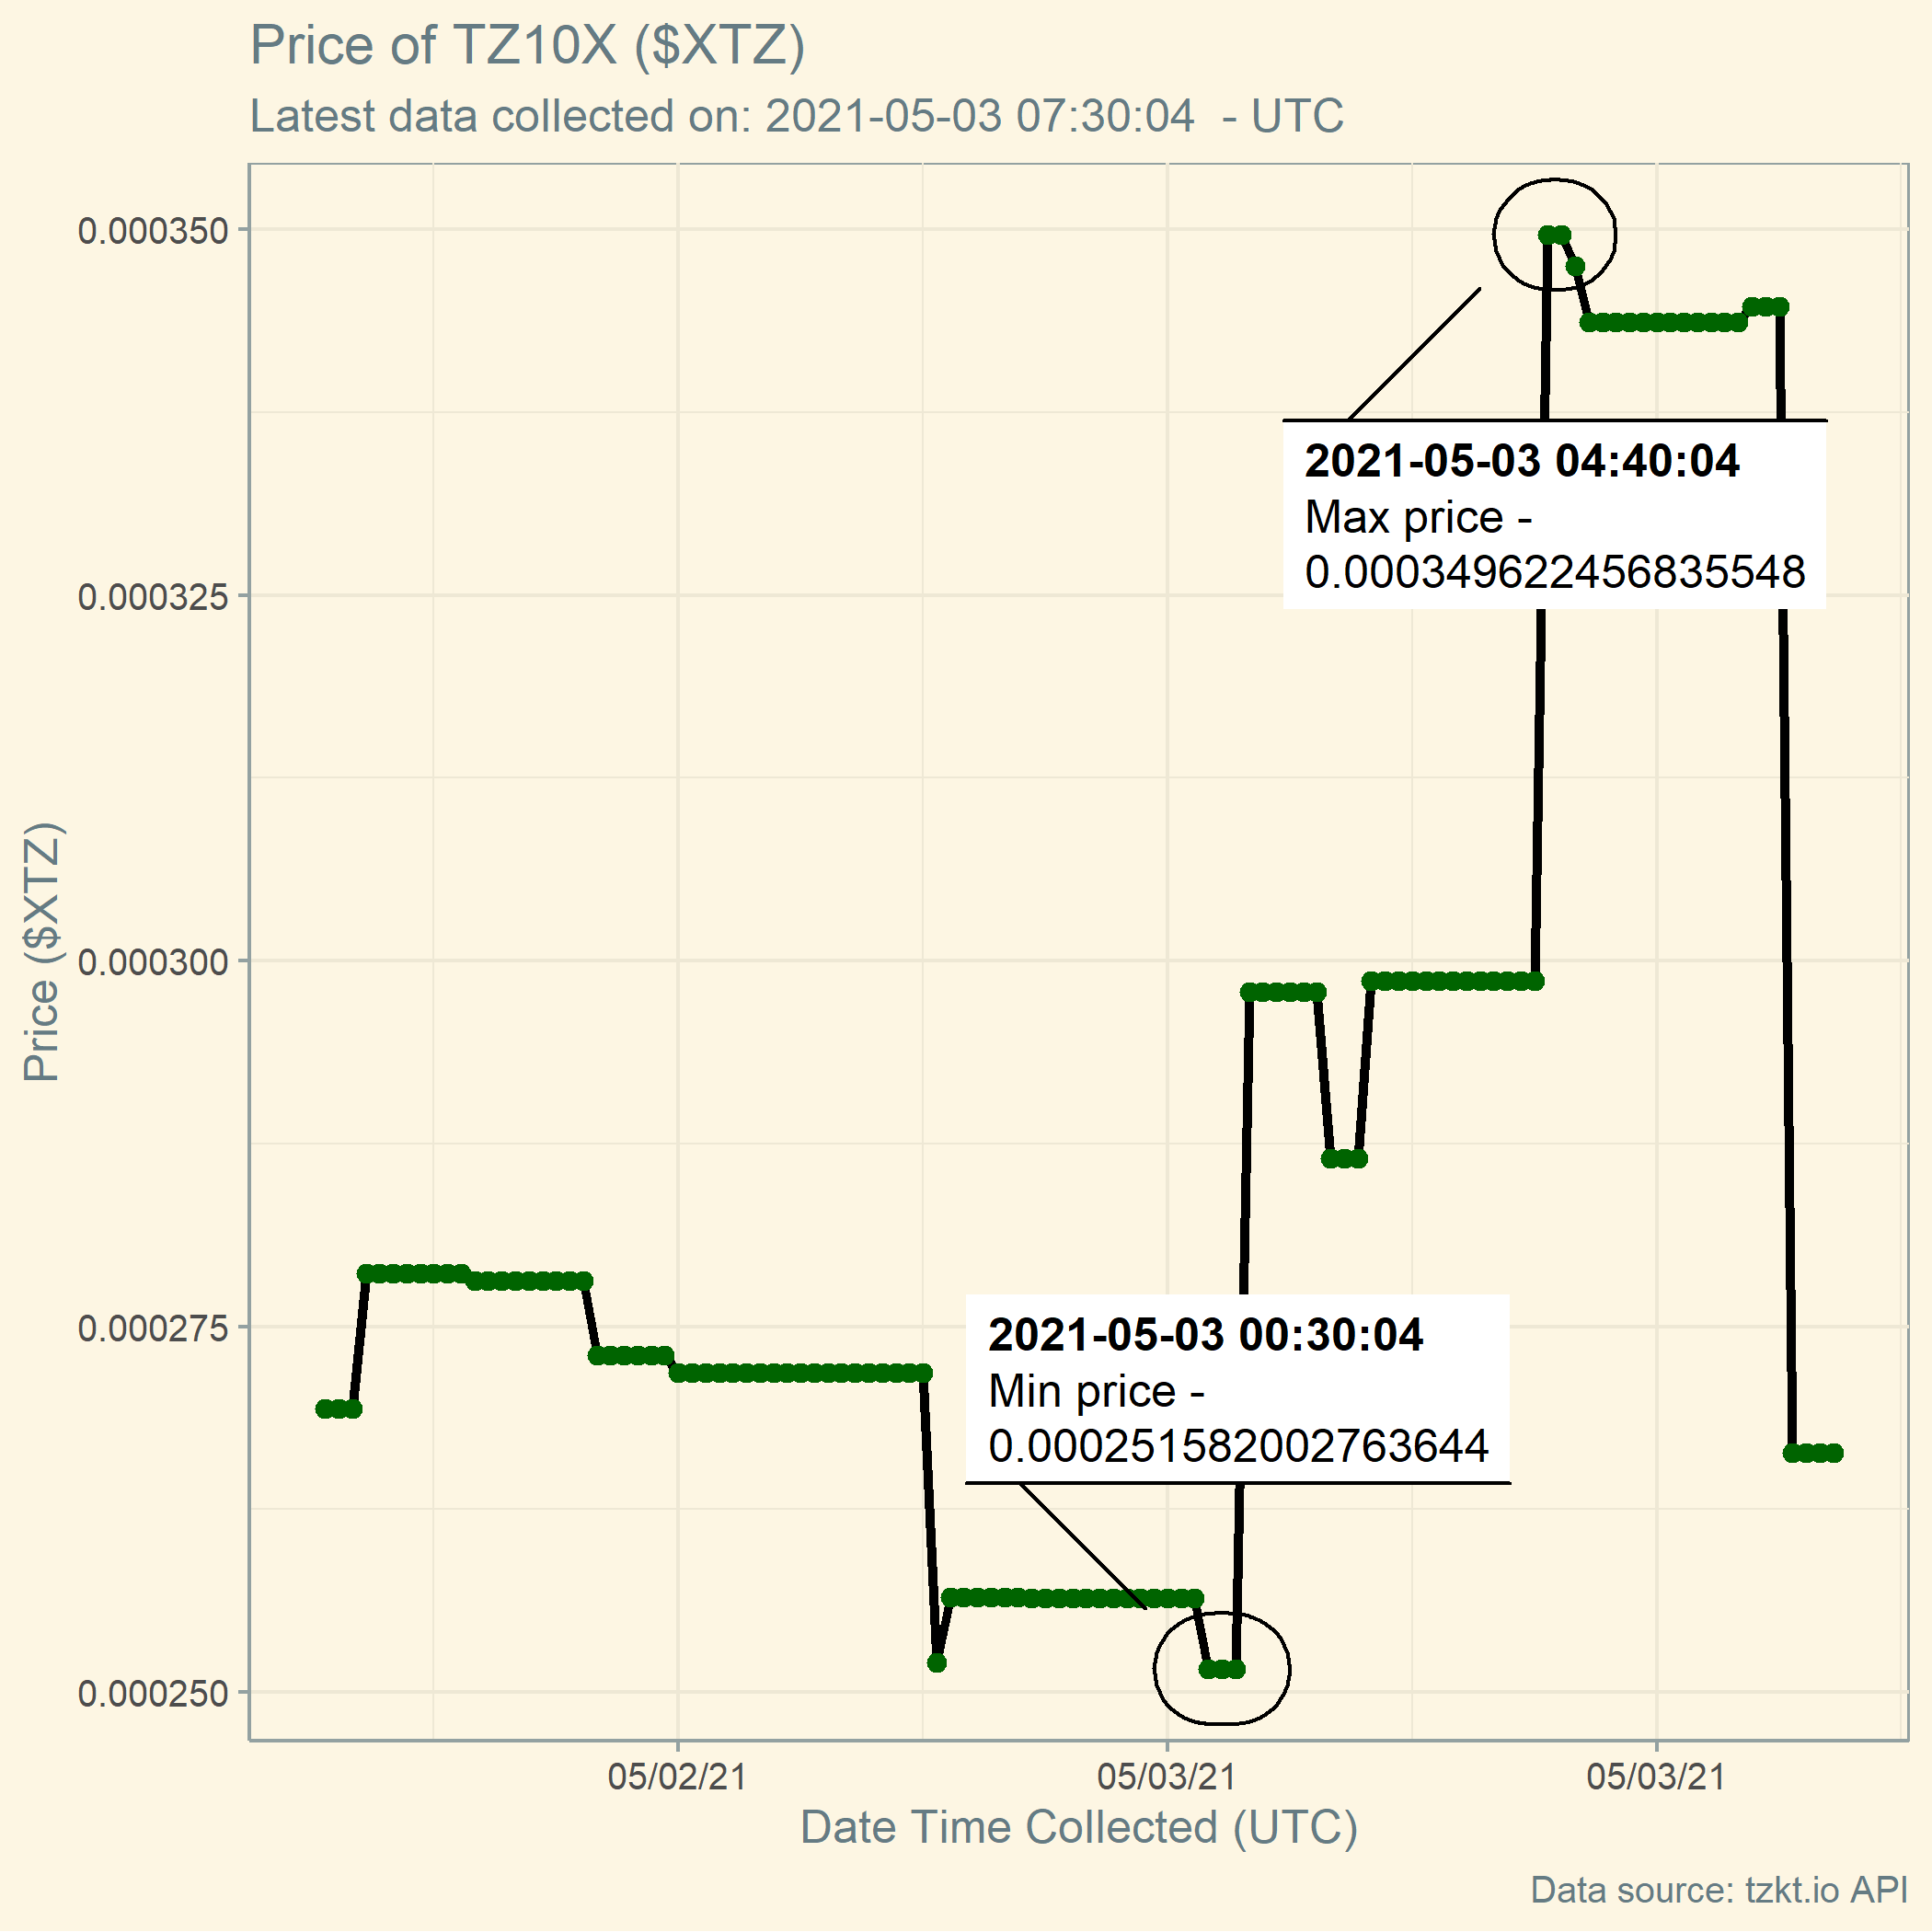 Price of TZ10X ($XTZ)
Latest data collected on: 2021-05-03 07:30:04  - UTC
0.000350
0.000325
0.000300
0.000275
0.000250
Price ($XTZ)
2021-05-03 04:40:04
Max price -
0.000349622456835548
2021-05-03 00:30:04
Min price -
0.000251582002763644
05/02/21
05/03/21
05/03/21
Date Time Collected (UTC)
Data source: tzkt.io API